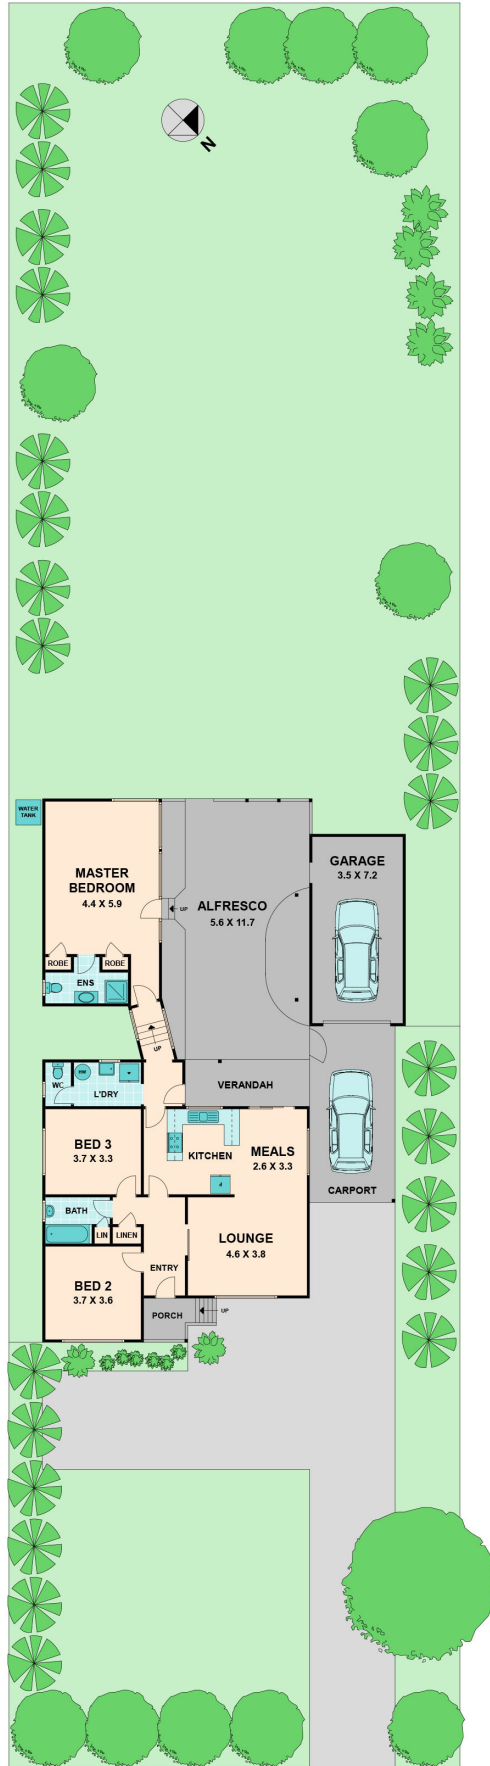 N
WATER
TANK
MASTER
BEDROOM
4.4 X 5.9
ROBE
ROBE
ENS
UP
ALFRESCO
5.6 X 11.7
GARAGE
3.5 X 7.2
UP
WC
L'DRY
VERANDAH
BED 3
3.7 X 3.3
KITCHEN
MEALS
2.6 X 3.3
CARPORT
BATH
LIN
LINEN
LOUNGE
4.6 X 3.8
ENTRY
BED 2
3.7 X 3.6
PORCH
UP